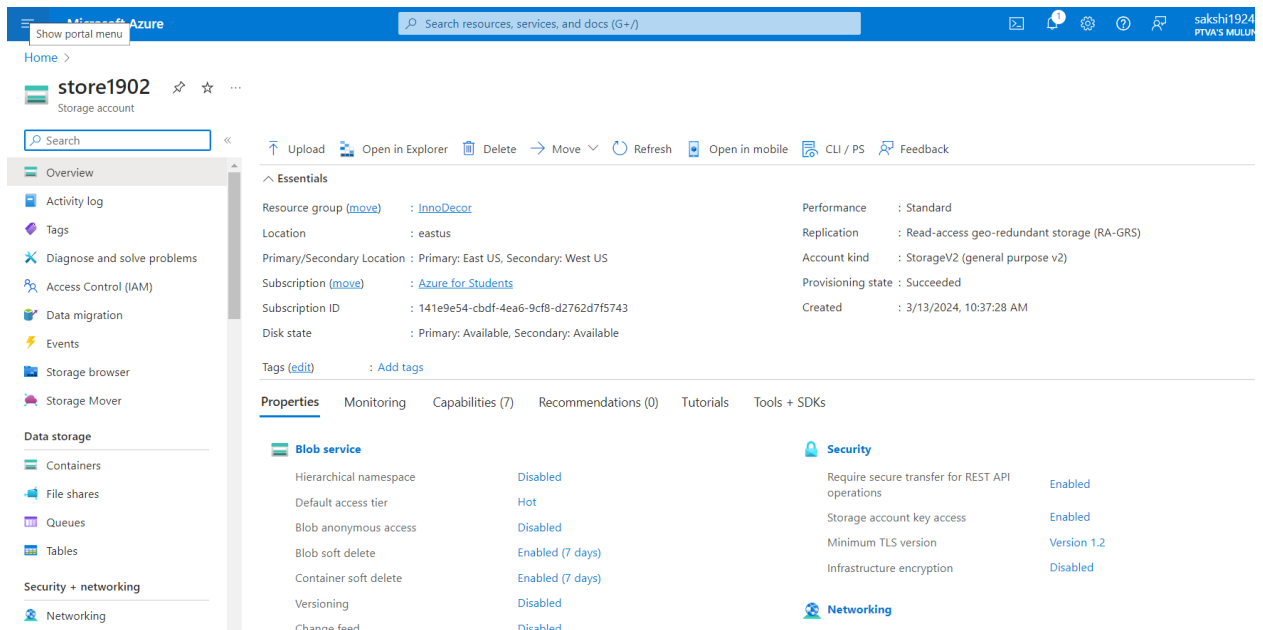 Microsoft Azure
Show portal menu
Search resources, services, and docs (G+/)
1
sakshi1924
PTVA'S MULUN
Home >
store1902
Storage account
Search
«
Upload
Open in Explorer
Delete
Move
Refresh
Open in mobile
CLI / PS
Feedback
Overview
Activity log
Tags
Diagnose and solve problems
Access Control (IAM)
Data migration
Events
Storage browser
Storage Mover
Data storage
Containers
File shares
Queues
Tables
Security + networking
Networking
Essentials
Resource group (move) : InnoDecor
Location : eastus
Primary/Secondary Location : Primary: East US, Secondary: West US
Subscription (move) : Azure for Students
Subscription ID : 141e9e54-cbdf-4ea6-9cf8-d2762d7f5743
Disk state : Primary: Available, Secondary: Available
Performance : Standard
Replication : Read-access geo-redundant storage (RA-GRS)
Account kind : StorageV2 (general purpose v2)
Provisioning state : Succeeded
Created : 3/13/2024, 10:37:28 AM
Tags (edit) : Add tags
Properties
Monitoring
Capabilities (7)
Recommendations (0)
Tutorials
Tools + SDKs
Blob service
Hierarchical namespace Disabled
Default access tier Hot
Blob anonymous access Disabled
Blob soft delete Enabled (7 days)
Container soft delete Enabled (7 days)
Versioning Disabled
Change feed Disabled
Security
Require secure transfer for REST API
operations Enabled
Storage account key access Enabled
Minimum TLS version Version 1.2
Infrastructure encryption Disabled
Networking